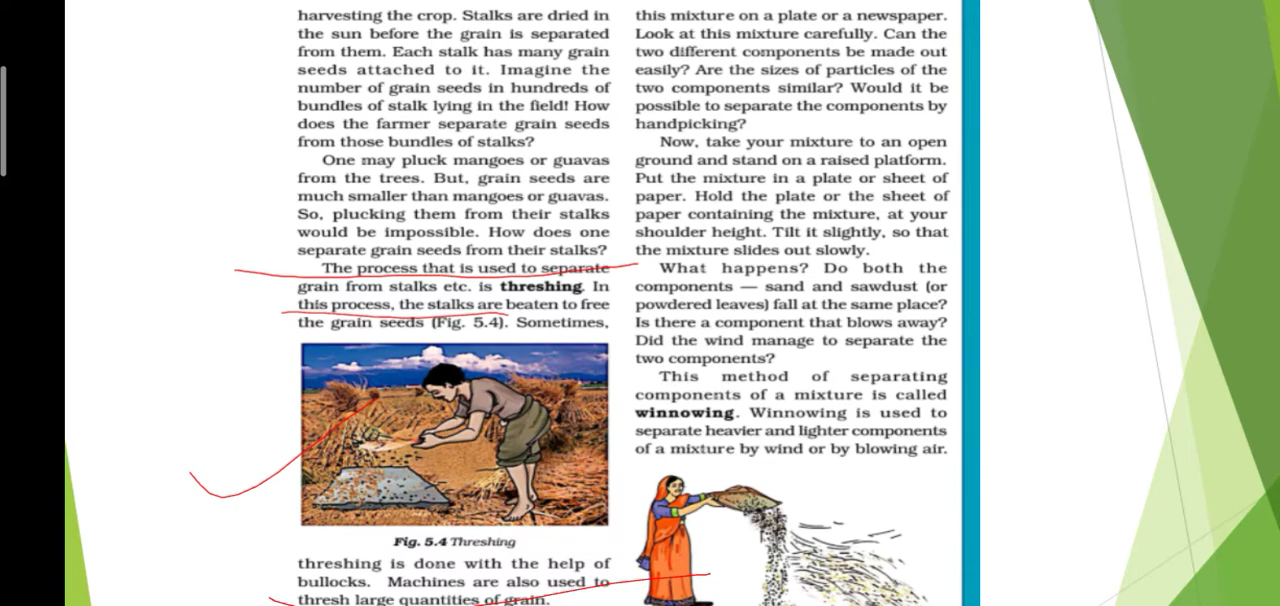 harvesting the crop. Stalks are dried in
the sun before the grain is separated
from them. Each stalk has many grain
seeds attached to it. Imagine the
number of grain seeds in hundreds of
bundles of stalk lying in the field! How
does the farmer separate grain seeds
from those bundles of stalks?
One may pluck mangoes or guavas
from the trees. But, grain seeds are
much smaller than mangoes or guavas.
So, plucking them from their stalks
would be impossible. How does one
separate grain seeds from their stalks?
The process that is used to separate
grain from stalks etc. is threshing. In
this process, the stalks are beaten to free
the grain seeds (Fig. 5.4). Sometimes,
Fig. 5.4 Threshing
threshing is done with the help of
bullocks. Machines are also used to
thresh large quantities of grain.
this mixture on a plate or a newspaper.
Look at this mixture carefully. Can the
two different components be made out
easily? Are the sizes of particles of the
two components similar? Would it be
possible to separate the components by
handpicking?
Now, take your mixture to an open
ground and stand on a raised platform.
Put the mixture in a plate or sheet of
paper. Hold the plate or the sheet of
paper containing the mixture, at your
shoulder height. Tilt it slightly, so that
the mixture slides out slowly.
What happens? Do both the
components — sand and sawdust (or
powdered leaves) fall at the same place?
Is there a component that blows away?
Did the wind manage to separate the
two components?
This method of separating
components of a mixture is called
winnowing. Winnowing is used to
separate heavier and lighter components
of a mixture by wind or by blowing air.